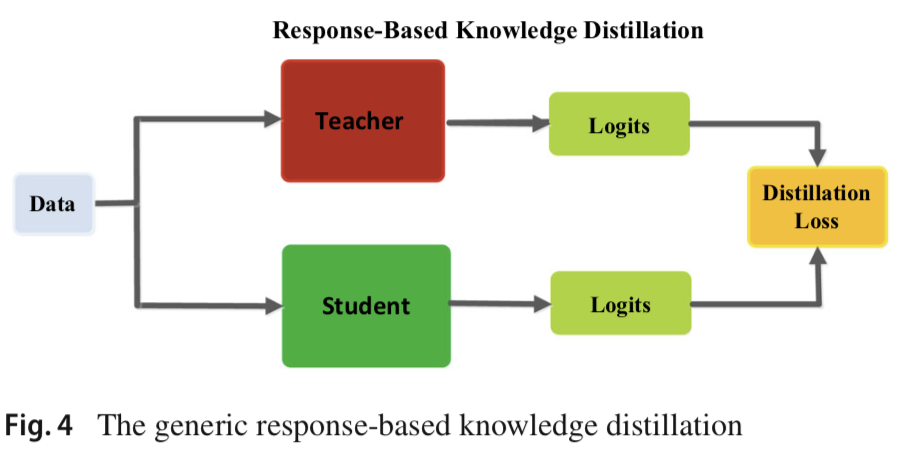 Response-Based Knowledge Distillation
Teacher
Logits
Data
Distillation
Loss
Student
Logits
Fig. 4 The generic response-based knowledge distillation